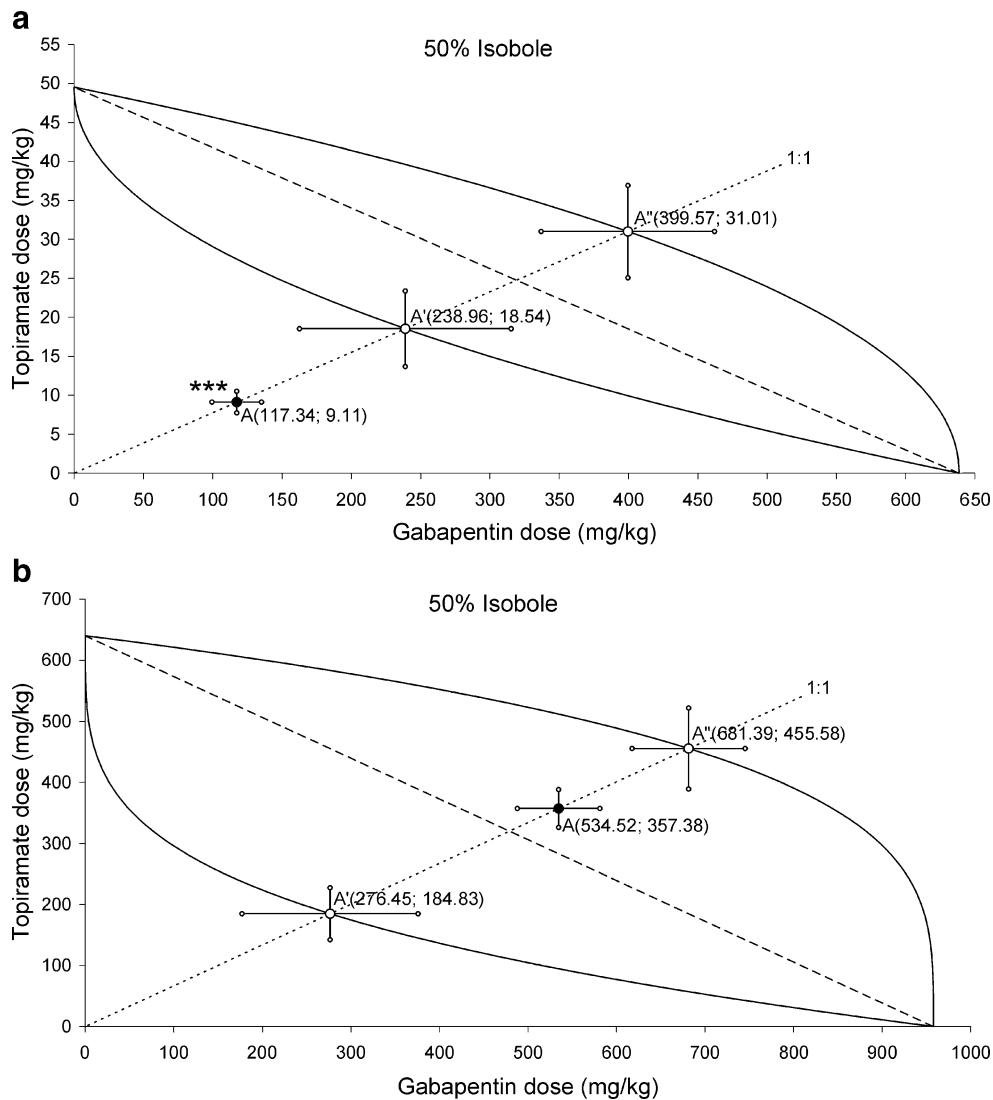 a
50% Isobole
55
50
45
40
35
30
25
20
15
10
5
0
Topiramate dose (mg/kg)
1:1
A"(399.57; 31.01)
A'(238.96; 18.54)
***
A(117.34; 9.11)
0 50 100 150 200 250 300 350 400 450 500 550 600 650
Gabapentin dose (mg/kg)
b
50% Isobole
700
600
500
400
300
200
100
0
Topiramate dose (mg/kg)
1:1
A"(681.39; 455.58)
A(534.52; 357.38)
A'(276.45; 184.83)
0 100 200 300 400 500 600 700 800 900 1000
Gabapentin dose (mg/kg)